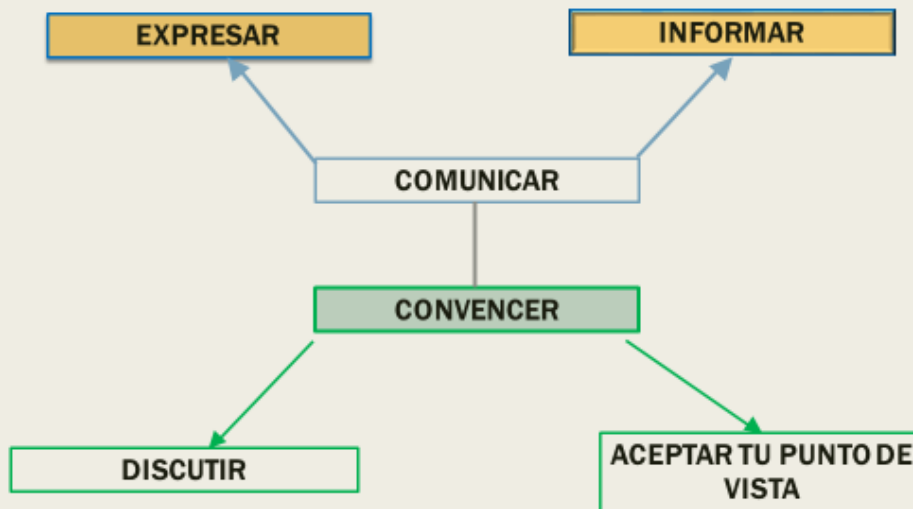 EXPRESAR
INFORMAR
COMUNICAR
CONVENCER
DISCUTIR
ACEPTAR TU PUNTO DE
VISTA